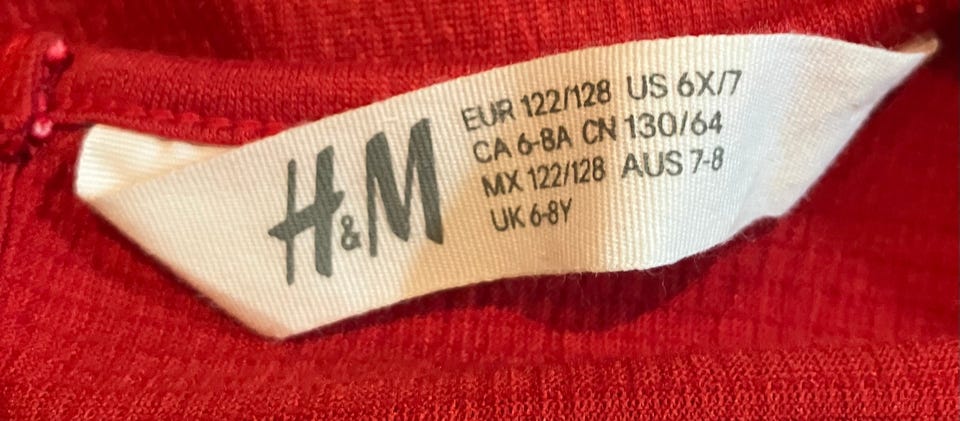 H&M
EUR 122/128 US 6X/7
CA 6-8A CN 130/64
MX 122/128 AUS 7-8
UK 6-8Y